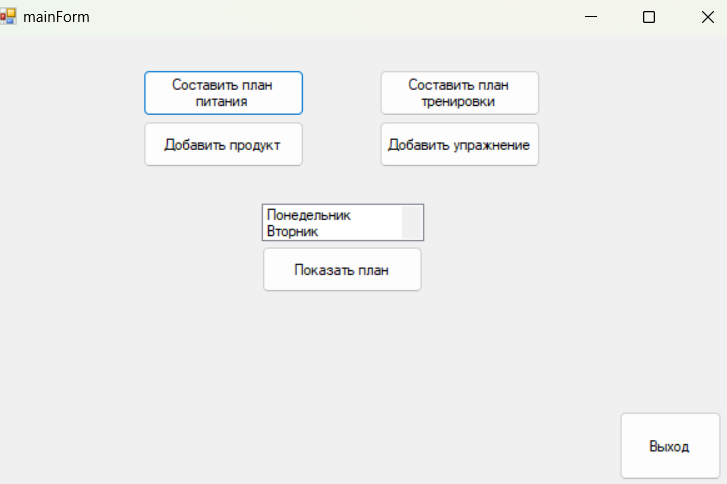 mainForm
Составить план
питания
Составить план
тренировки
Добавить продукт
Добавить упражнение
Понедельник
Вторник
Показать план
Выход